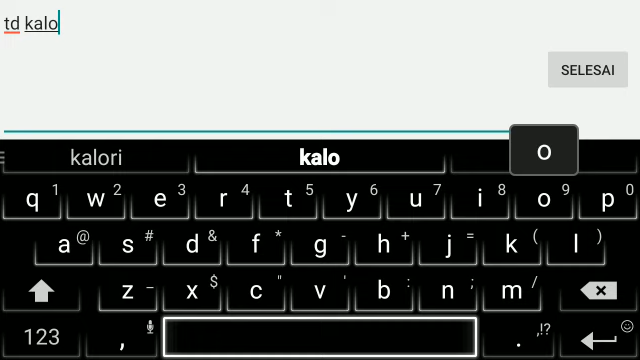 td kalo
SELESAI
kalori kalo
o
q 1 w 2 e 3 r 4 t 5 y 6 u 7 i 8 o 9 p 0
a @ s # d & f * g - h + j = k ( l )
z _ x $ c " v ' b : n ; m /
123 , . ,!?